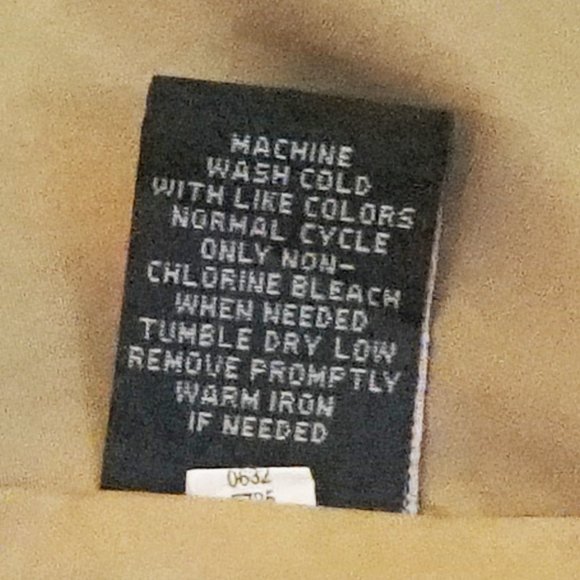 MACHINE
WASH COLD
WITH LIKE COLORS
NORMAL CYCLE
ONLY NON-
CHLORINE BLEACH
WHEN NEEDED
TUMBLE DRY LOW
REMOVE PROMPTLY
WARM IRON
IF NEEDED
0632